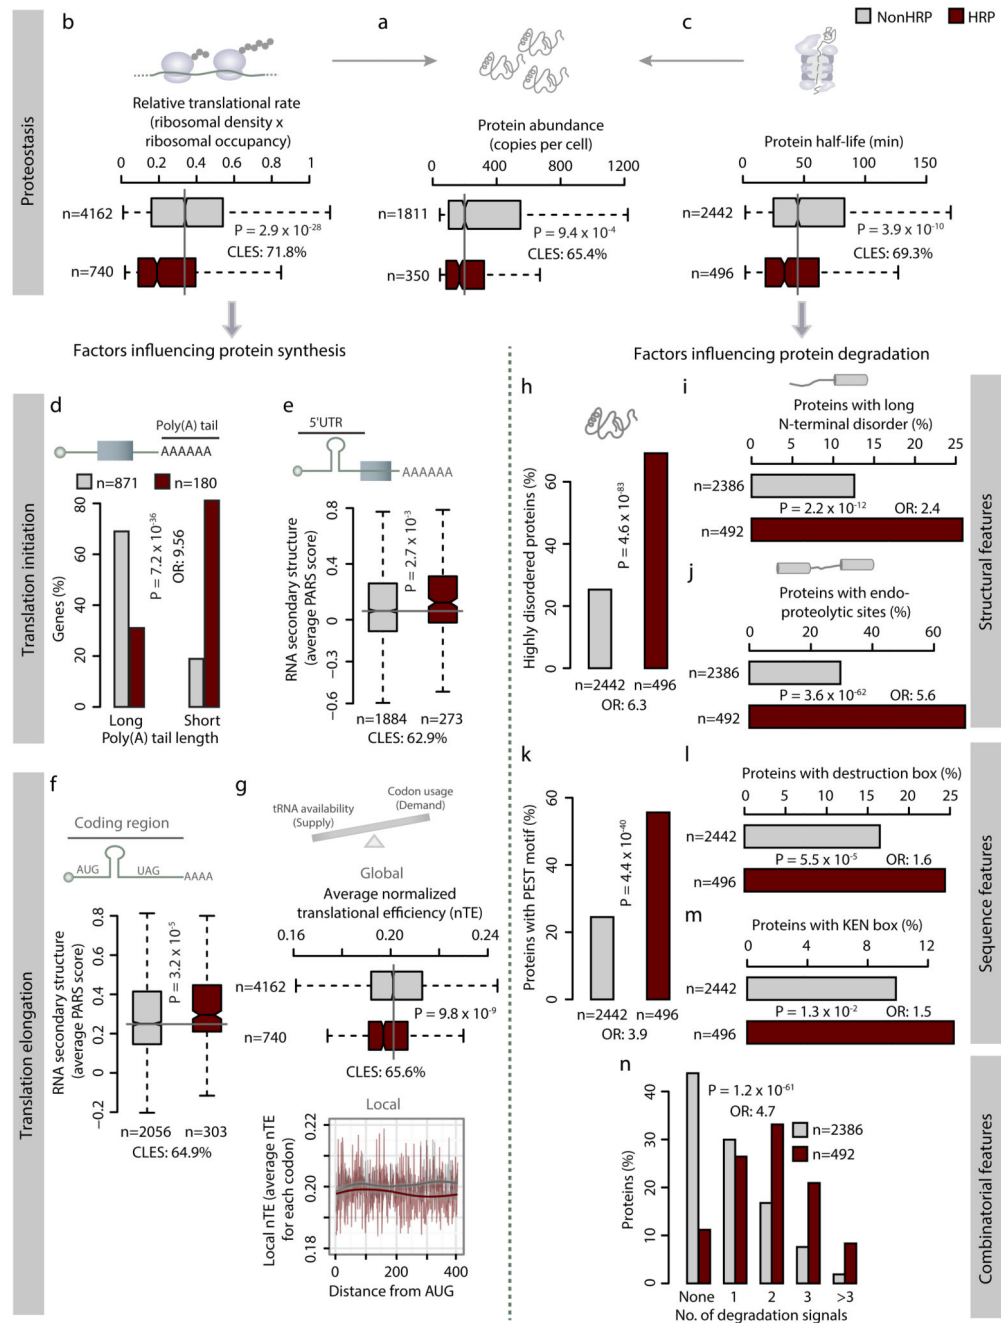 NonHRP HRP
b
a
c
Proteostasis
Relative translational rate
(ribosomal density x
ribosomal occupancy)
0 0.2 0.4 0.6 0.8 1
n=4162
P = 2.9 x 10-28
CLES: 71.8%
n=740
Protein abundance
(copies per cell)
0 400 800 1200
n=1811
P = 9.4 x 10-4
CLES: 65.4%
n=350
Protein half-life (min)
0 50 100 150
n=2442
P = 3.9 x 10-10
CLES: 69.3%
n=496
Factors influencing protein synthesis
Factors influencing protein degradation
Translation initiation
d
Poly(A) tail
AAAAAA
n=871 n=180
Genes (%)
80
60
40
20
0
P = 7.2 x 10-36
OR: 9.56
Long Short
Poly(A) tail length
e
5'UTR
AAAAAA
RNA secondary structure
(average PARS score)
0.8
0.4
0
−0.3
−0.6
P = 2.7 x 10-3
n=1884 n=273
CLES: 62.9%
Translation elongation
f
Coding region
AUG UAG AAAA
RNA secondary structure
(average PARS score)
0.8
0.6
0.4
0.2
0
−0.2
P = 3.2 x 10-5
n=2056 n=303
CLES: 64.9%
g
tRNA availability
(Supply)
Codon usage
(Demand)
Global
Average normalized
translational efficiency (nTE)
0.16 0.20 0.24
n=4162
P = 9.8 x 10-9
n=740
CLES: 65.6%
Local
Local nTE (average nTE
for each codon)
0.22
0.20
0.18
0 200 400
Distance from AUG
Structural features
h
Highly disordered proteins (%)
60
40
20
0
P = 4.6 x 10-83
n=2442 n=496
OR: 6.3
i
Proteins with long
N-terminal disorder (%)
0 5 10 15 20 25
n=2386
P = 2.2 x 10-12 OR: 2.4
n=492
j
Proteins with endo-
proteolytic sites (%)
0 20 40 60
n=2386
P = 3.6 x 10-62 OR: 5.6
n=492
Sequence features
k
Proteins with PEST motif (%)
60
40
20
0
P = 4.4 x 10-40
n=2442 n=496
OR: 3.9
l
Proteins with destruction box (%)
0 5 10 15 20 25
n=2442
P = 5.5 x 10-5 OR: 1.6
n=496
m
Proteins with KEN box (%)
0 4 8 12
n=2442
P = 1.3 x 10-2 OR: 1.5
n=496
Combinatorial features
n
Proteins (%)
40
30
20
10
0
P = 1.2 x 10-61
OR: 4.7
n=2386
n=492
None 1 2 3 >3
No. of degradation signals